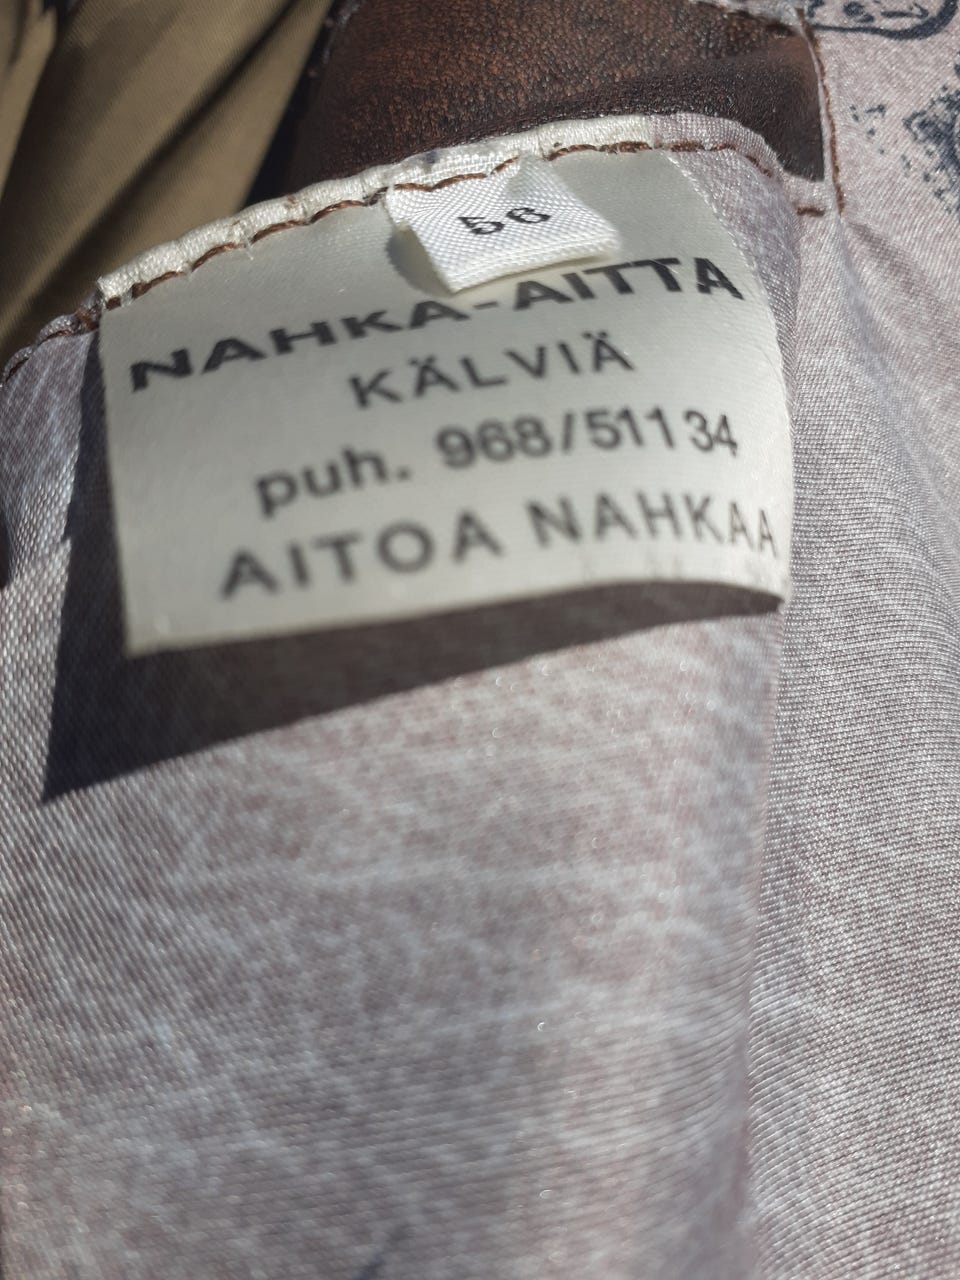 56
NAHKA-AITTA
KÄLVIÄ
puh. 968/51134
AITOA NAHKAA